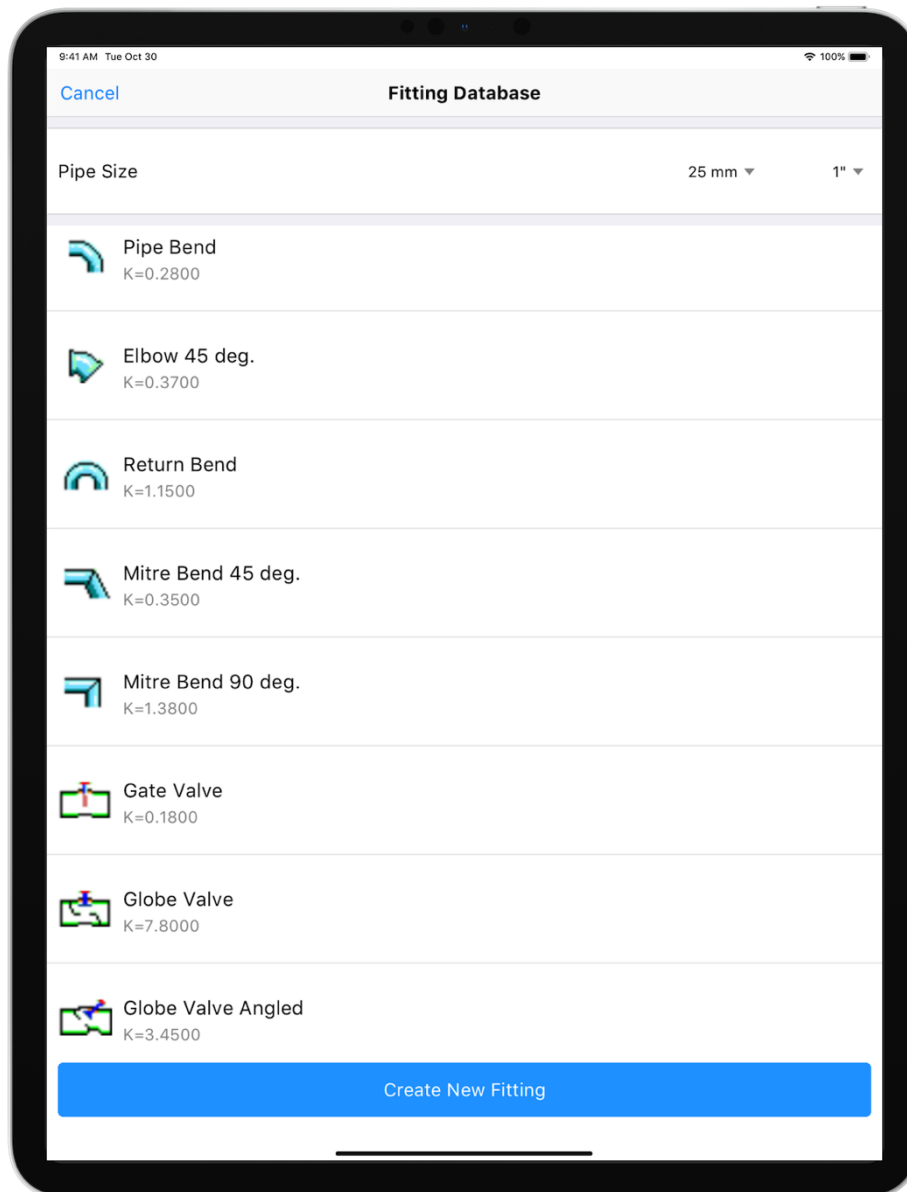 9:41 AM Tue Oct 30
100%
Cancel
Fitting Database
Pipe Size
25 mm
1"
Pipe Bend
K=0.2800
Elbow 45 deg.
K=0.3700
Return Bend
K=1.1500
Mitre Bend 45 deg.
K=0.3500
Mitre Bend 90 deg.
K=1.3800
Gate Valve
K=0.1800
Globe Valve
K=7.8000
Globe Valve Angled
K=3.4500
Create New Fitting